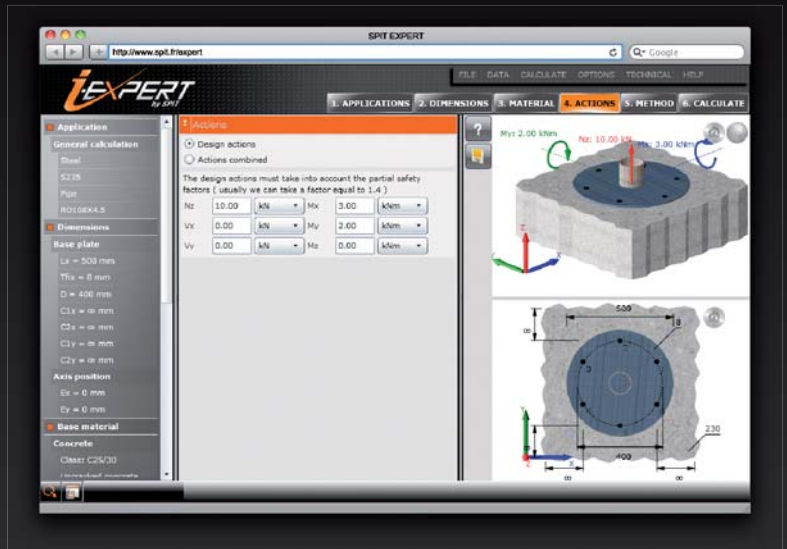 SPIT EXPERT
http://www.spit.fr/expert
Google
i-EXPERT
by SPIT
FILE DATA CALCULATE OPTIONS TECHNICAL HELP
1. APPLICATIONS 2. DIMENSIONS 3. MATERIAL 4. ACTIONS 5. METHOD 6. CALCULATE
Application
General calculation
Steel
S235
Pipe
RO108X4.5
Dimensions
Base plate
Lx = 500 mm
Tfix = 8 mm
D = 400 mm
C1x = ∞ mm
C2x = ∞ mm
C1y = ∞ mm
C2y = ∞ mm
Axis position
Ex = 0 mm
Ey = 0 mm
Base material
Concrete
Class: C25/30
Uncracked concrete
Actions
Design actions
Actions combined
The design actions must take into account the partial safety
factors ( usually we can take a factor equal to 1.4 )
Nz 10.00 kN Mx 3.00 kNm
Vx 0.00 kN My 2.00 kNm
Vy 0.00 kN Mz 0.00 kNm
?
My: 2.00 kNm
Nz: 10.00 kN
Mx: 3.00 kNm
Z
Y
X
500
8
∞
230
400
Y
Z
X
∞
∞